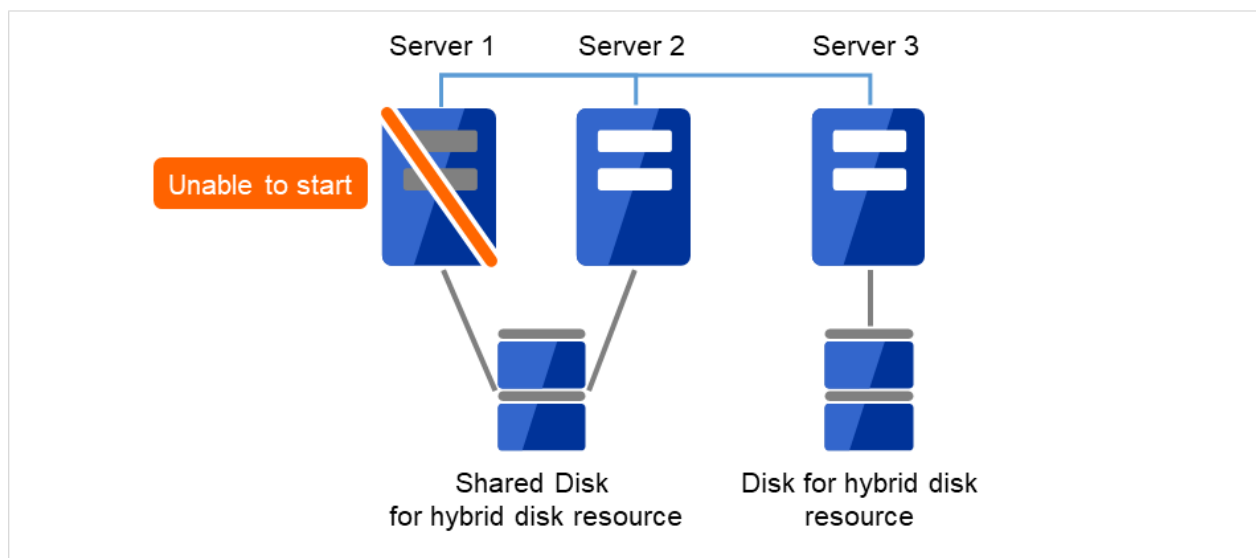 Server 1
Server 2
Server 3
Unable to start
Shared Disk
for hybrid disk resource
Disk for hybrid disk
resource